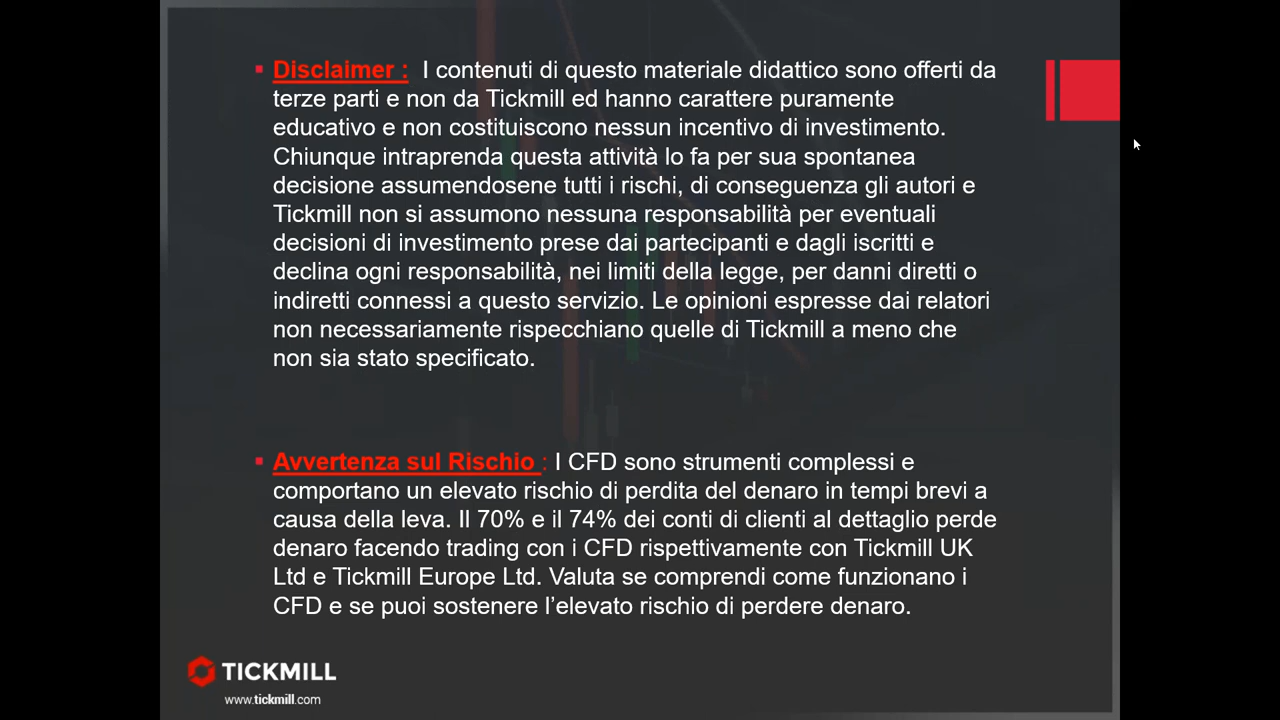 Disclaimer :  I contenuti di questo materiale didattico sono offerti da
terze parti e non da Tickmill ed hanno carattere puramente
educativo e non costituiscono nessun incentivo di investimento.
Chiunque intraprenda questa attività lo fa per sua spontanea
decisione assumendosene tutti i rischi, di conseguenza gli autori e
Tickmill non si assumono nessuna responsabilità per eventuali
decisioni di investimento prese dai partecipanti e dagli iscritti e
declina ogni responsabilità, nei limiti della legge, per danni diretti o
indiretti connessi a questo servizio. Le opinioni espresse dai relatori
non necessariamente rispecchiano quelle di Tickmill a meno che
non sia stato specificato.
Avvertenza sul Rischio : I CFD sono strumenti complessi e
comportano un elevato rischio di perdita del denaro in tempi brevi a
causa della leva. Il 70% e il 74% dei conti di clienti al dettaglio perde
denaro facendo trading con i CFD rispettivamente con Tickmill UK
Ltd e Tickmill Europe Ltd. Valuta se comprendi come funzionano i
CFD e se puoi sostenere l’elevato rischio di perdere denaro.
TICKMILL
www.tickmill.com